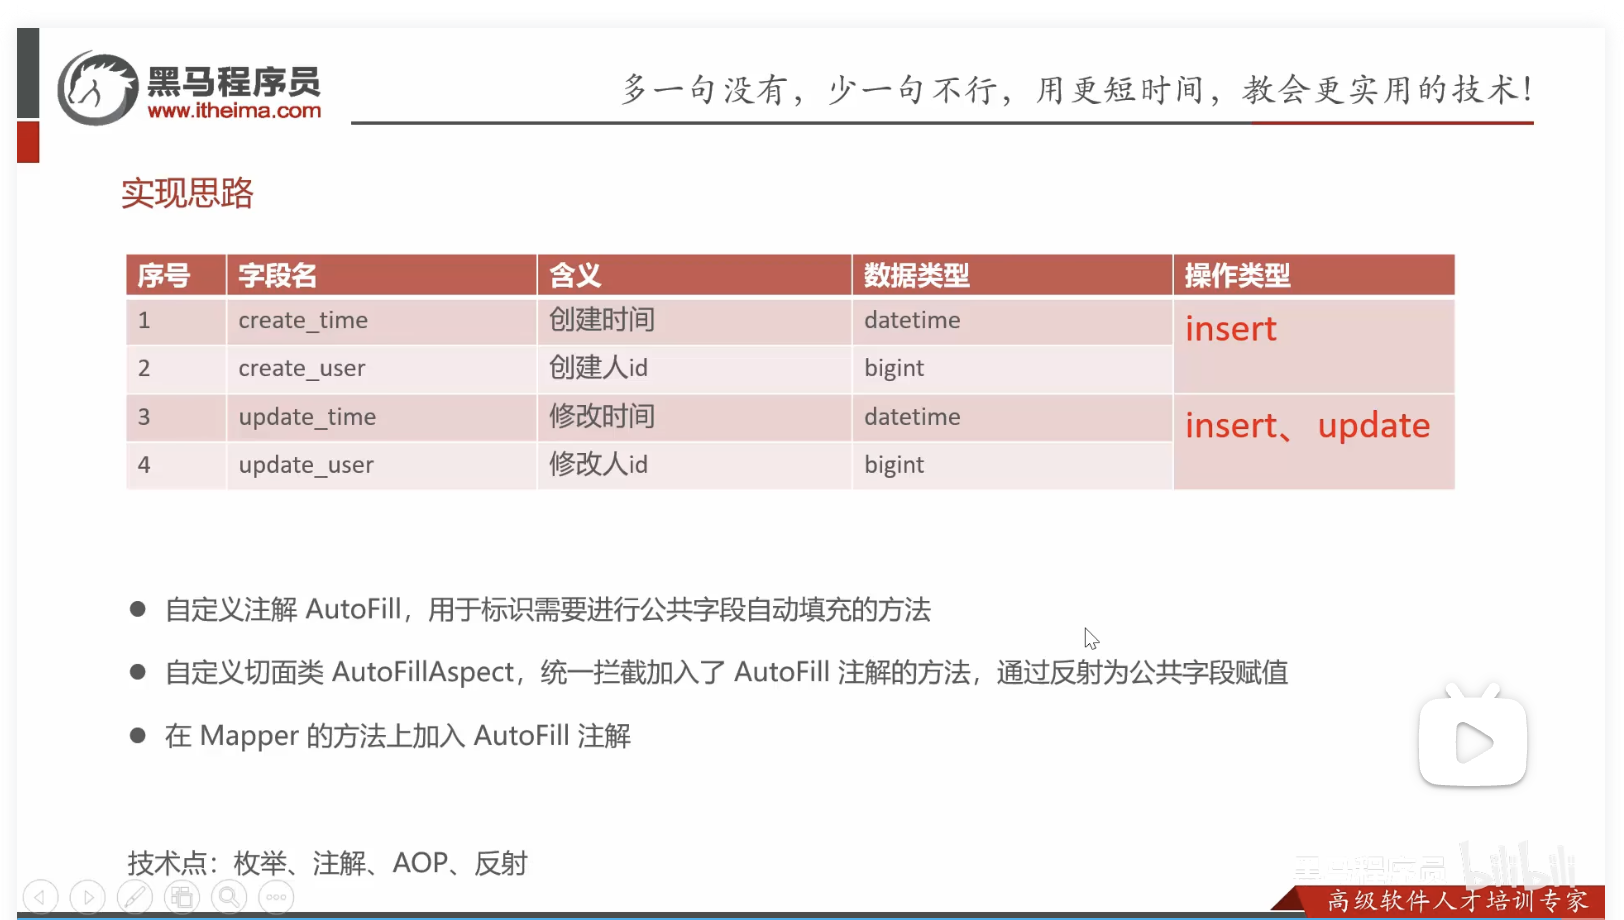 黑马程序员
www.itheima.com
多一句没有，少一句不行，用更短时间，教会更实用的技术！
实现思路
序号 字段名 含义 数据类型 操作类型
1 create_time 创建时间 datetime insert
2 create_user 创建人id bigint
3 update_time 修改时间 datetime insert、update
4 update_user 修改人id bigint
自定义注解 AutoFill，用于标识需要进行公共字段自动填充的方法
自定义切面类 AutoFillAspect，统一拦截加入了 AutoFill 注解的方法，通过反射为公共字段赋值
在 Mapper 的方法上加入 AutoFill 注解
技术点：枚举、注解、AOP、反射
黑马程序员 bilibili
高级软件人才培训专家